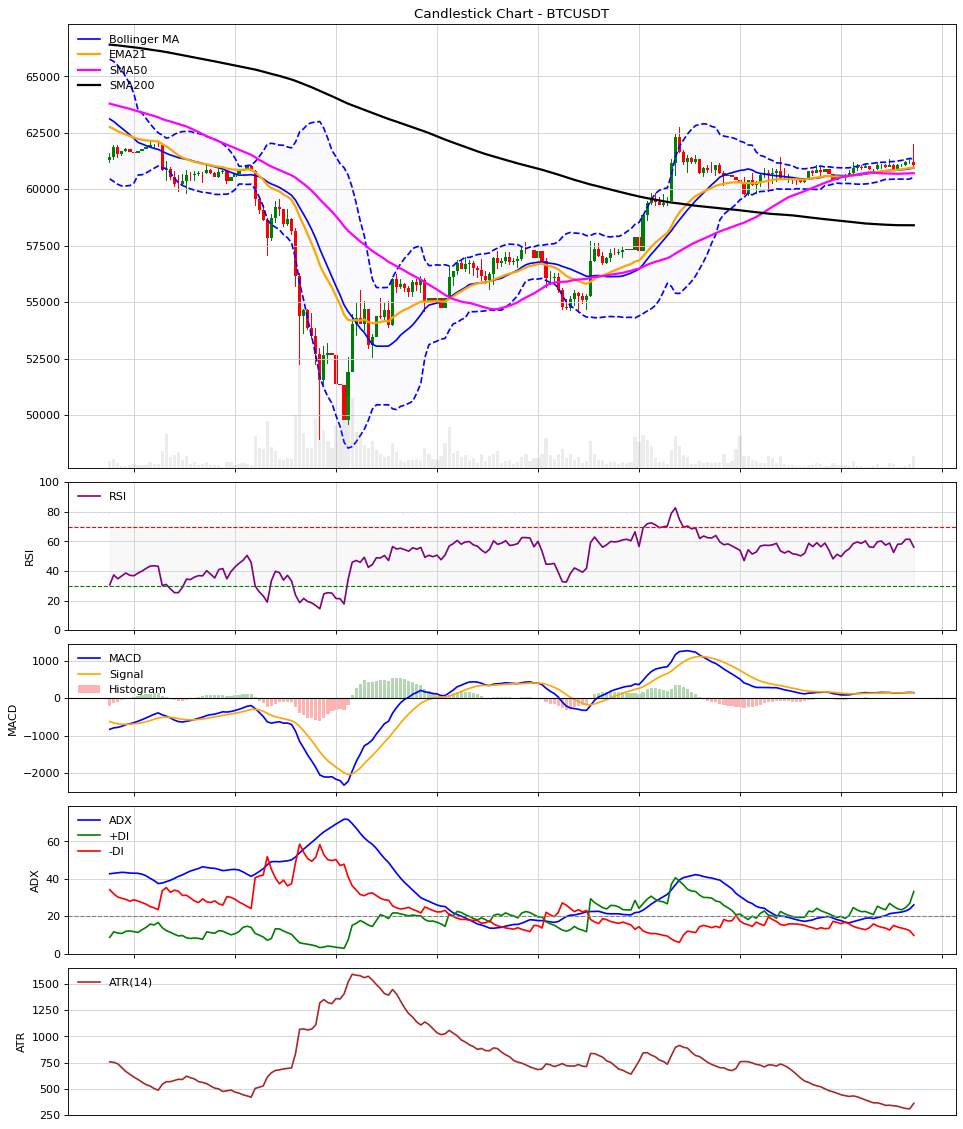 Candlestick Chart - BTCUSDT
Bollinger MA
EMA21
SMA50
SMA200
65000
62500
60000
57500
55000
52500
50000
100
80
60
40
20
0
RSI
RSI
1000
0
−1000
−2000
MACD
MACD
Signal
Histogram
60
40
20
0
ADX
ADX
+DI
-DI
1500
1250
1000
750
500
250
ATR
ATR(14)